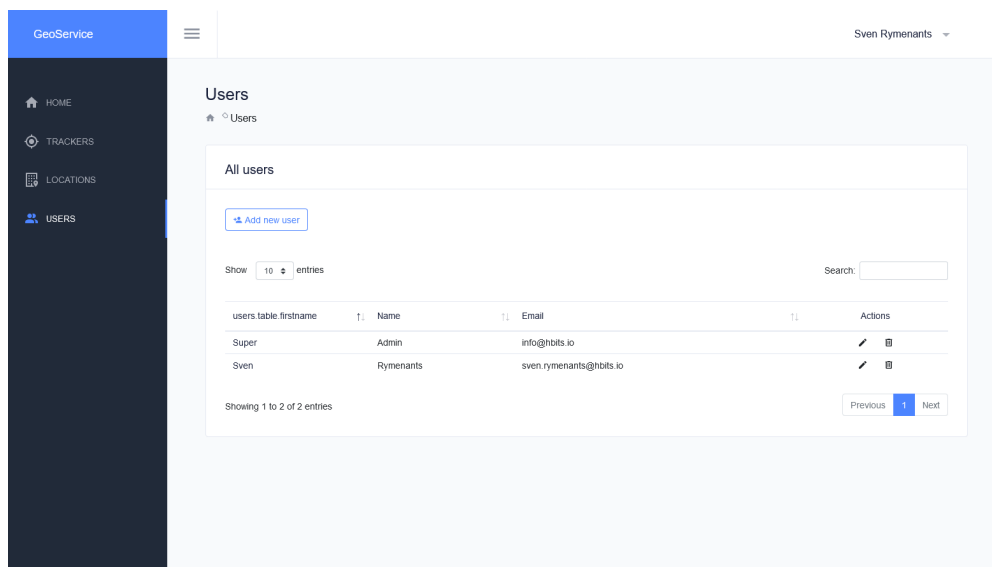 GeoService
Sven Rymenants
HOME
TRACKERS
LOCATIONS
USERS
Users
Users
All users
Add new user
Show 10 entries
Search:
users.table.firstname Name Email Actions
Super Admin info@hbits.io
Sven Rymenants sven.rymenants@hbits.io
Showing 1 to 2 of 2 entries
Previous 1 Next